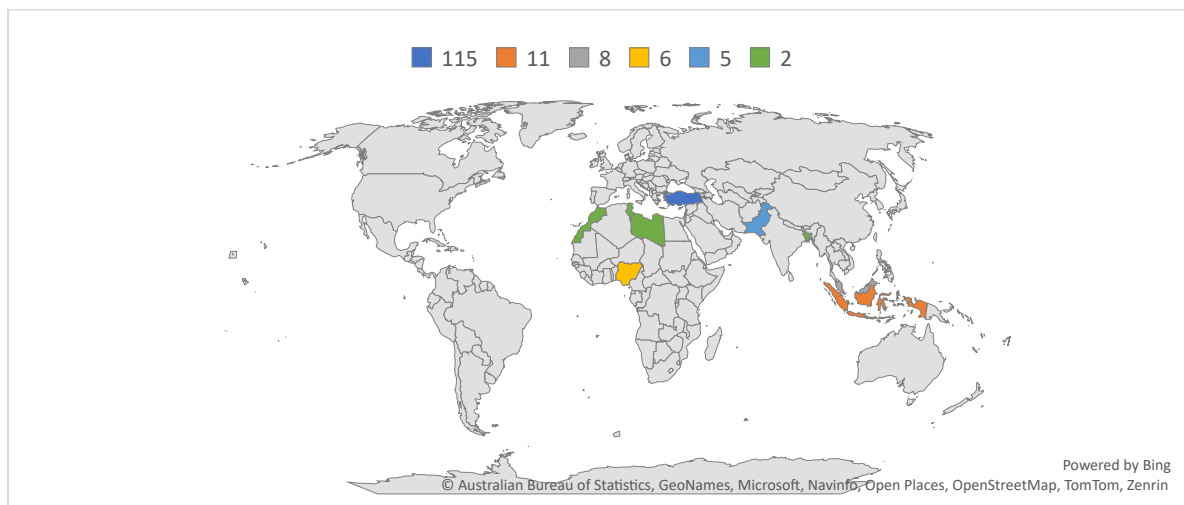 115 11 8 6 5 2
Powered by Bing
© Australian Bureau of Statistics, GeoNames, Microsoft, Navinfo, Open Places, OpenStreetMap, TomTom, Zenrin